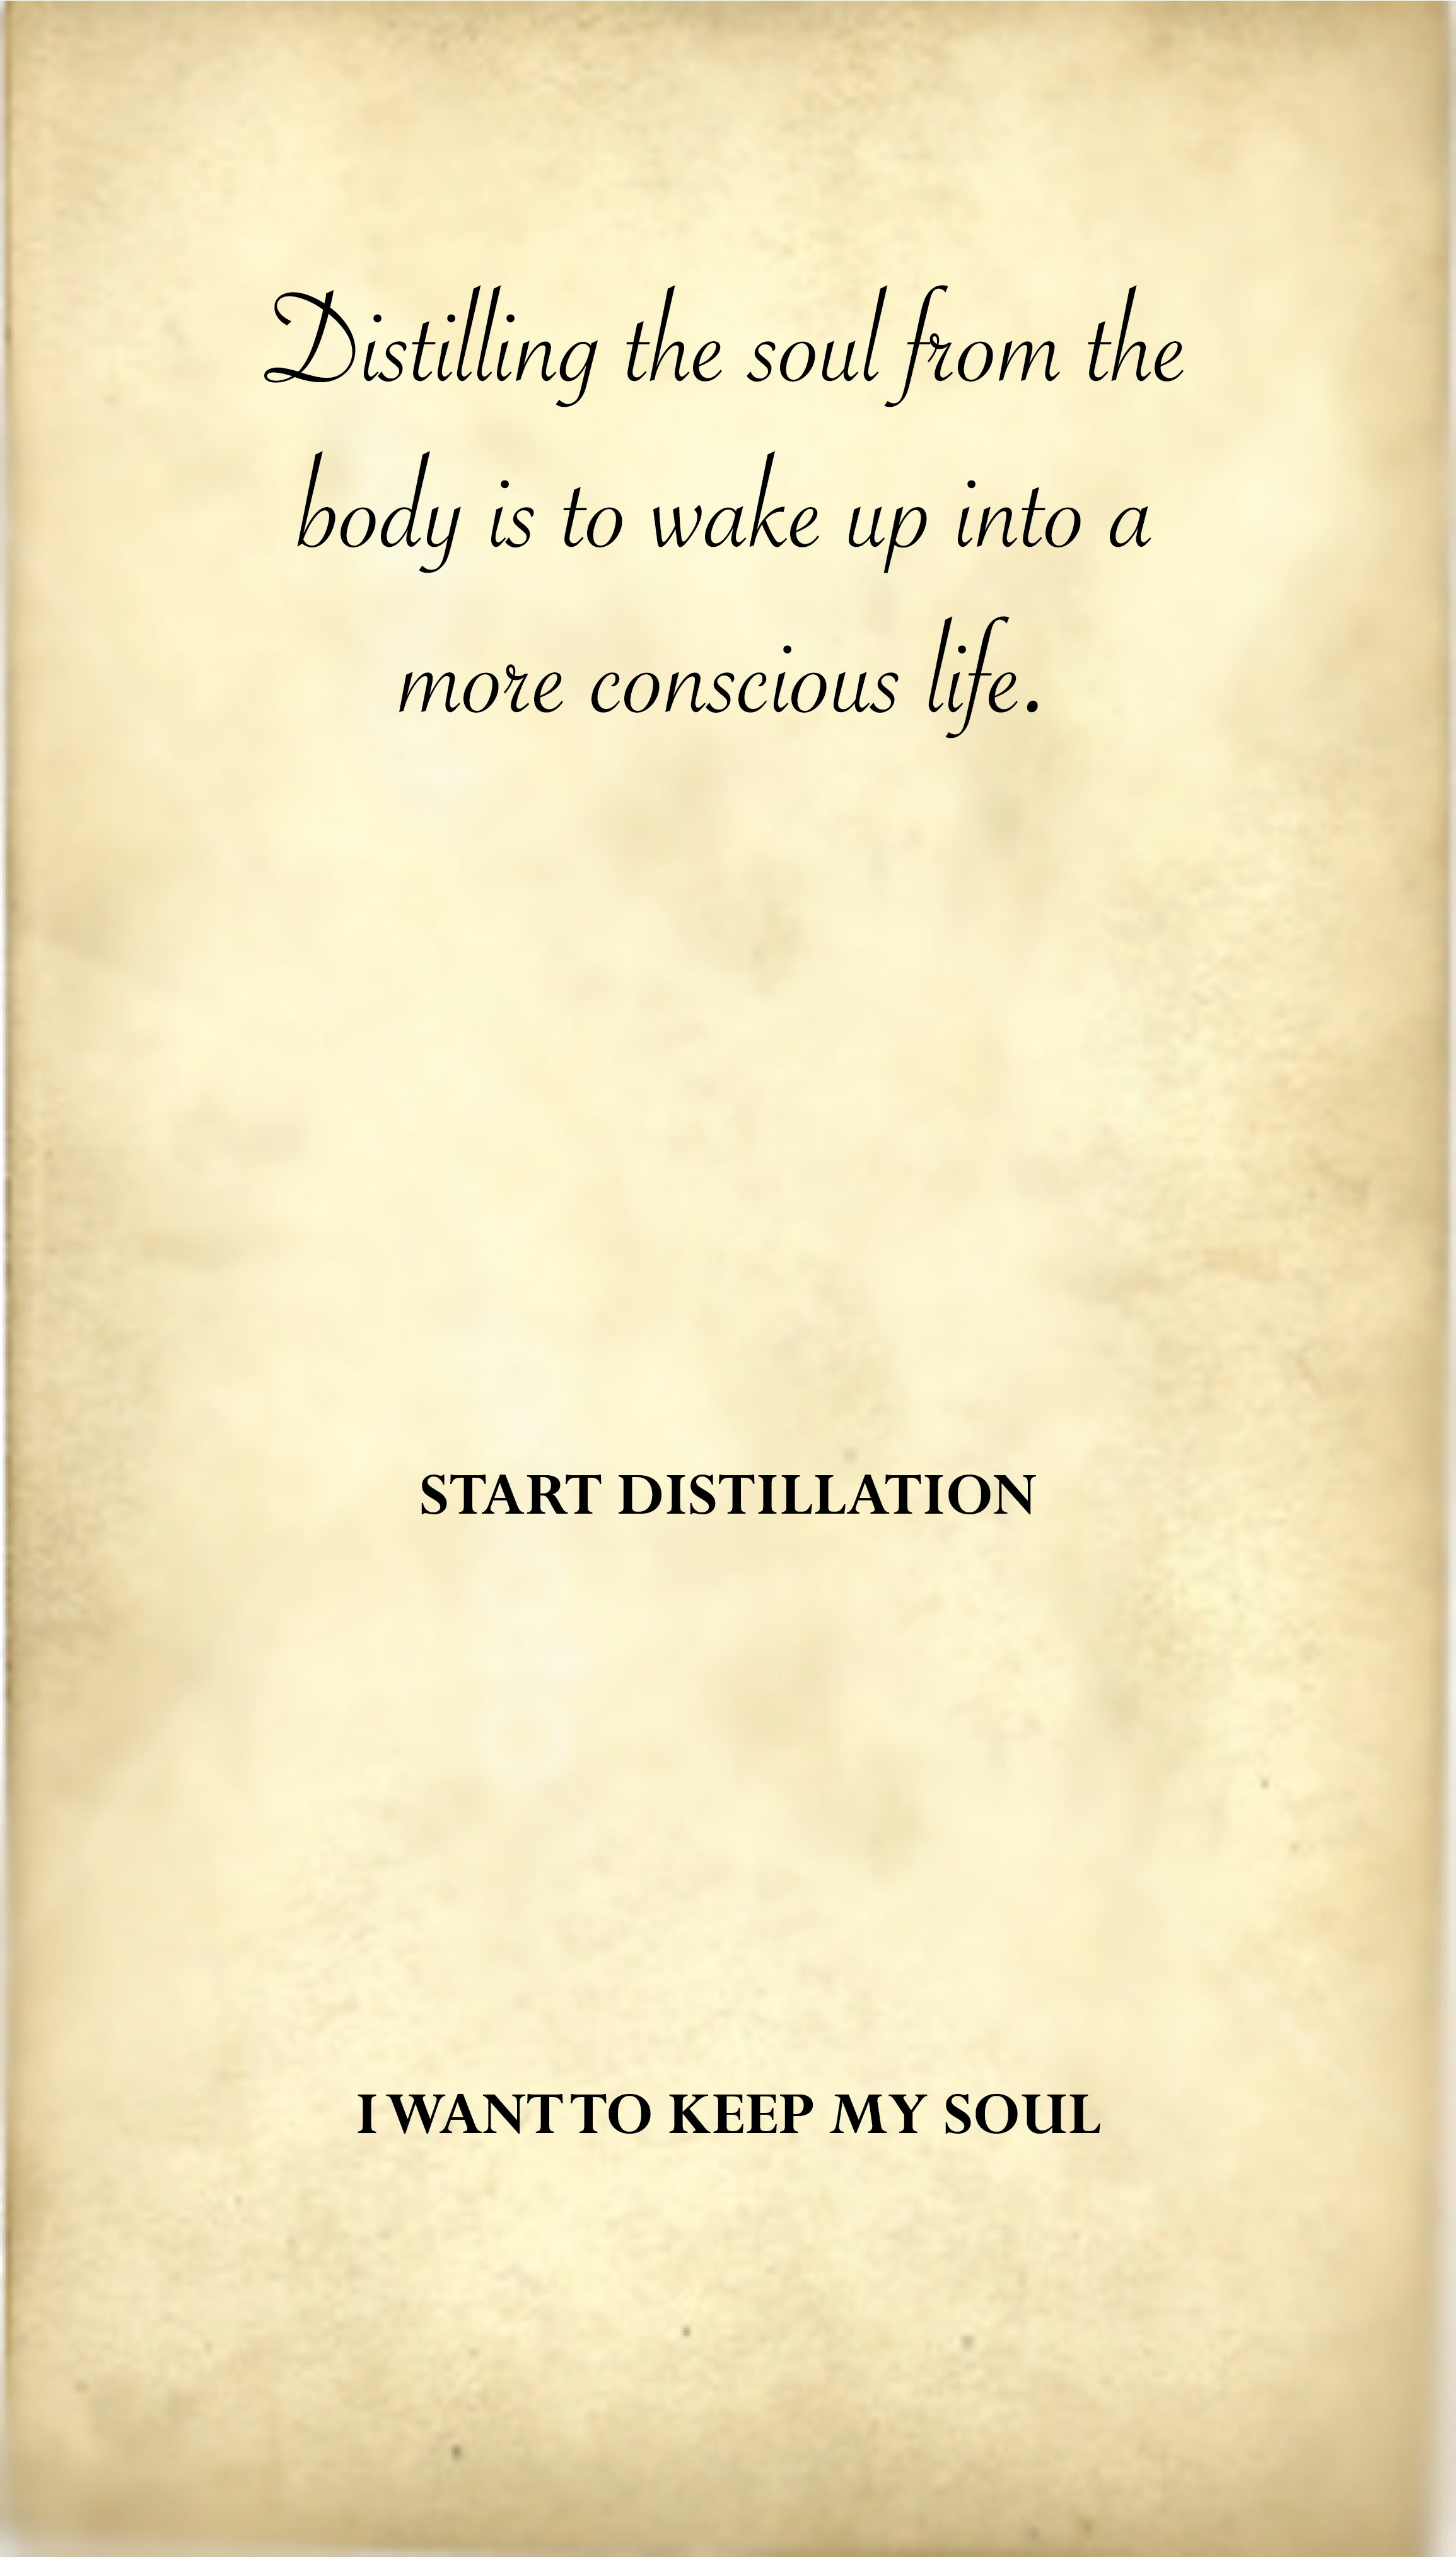 Distilling the soul from the
body is to wake up into a
more conscious life.
START DISTILLATION
I WANT TO KEEP MY SOUL